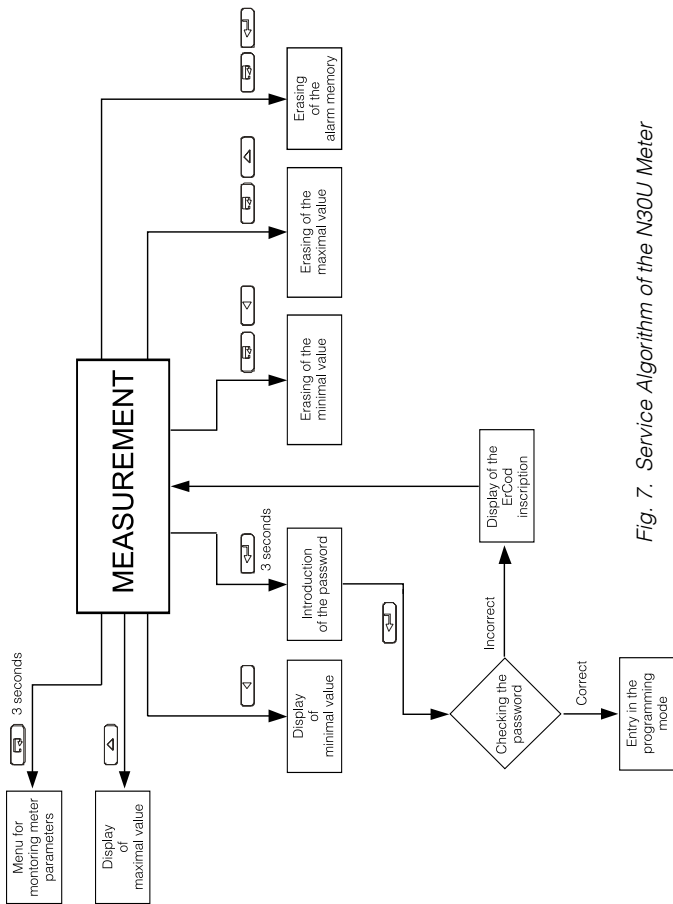 Menu for
montoring meter
parameters
3 seconds
Display
of
maximal value
MEASUREMENT
Display
of
minimal value
3 seconds
Introduction
of the password
Erasing of the
minimal value
Erasing of the
maximal value
Erasing
of the
alarm memory
Checking the
password
Incorrect
Display of the
ErCod
inscription
Correct
Entry in the
programming
mode
Fig. 7. Service Algorithm of the N30U Meter